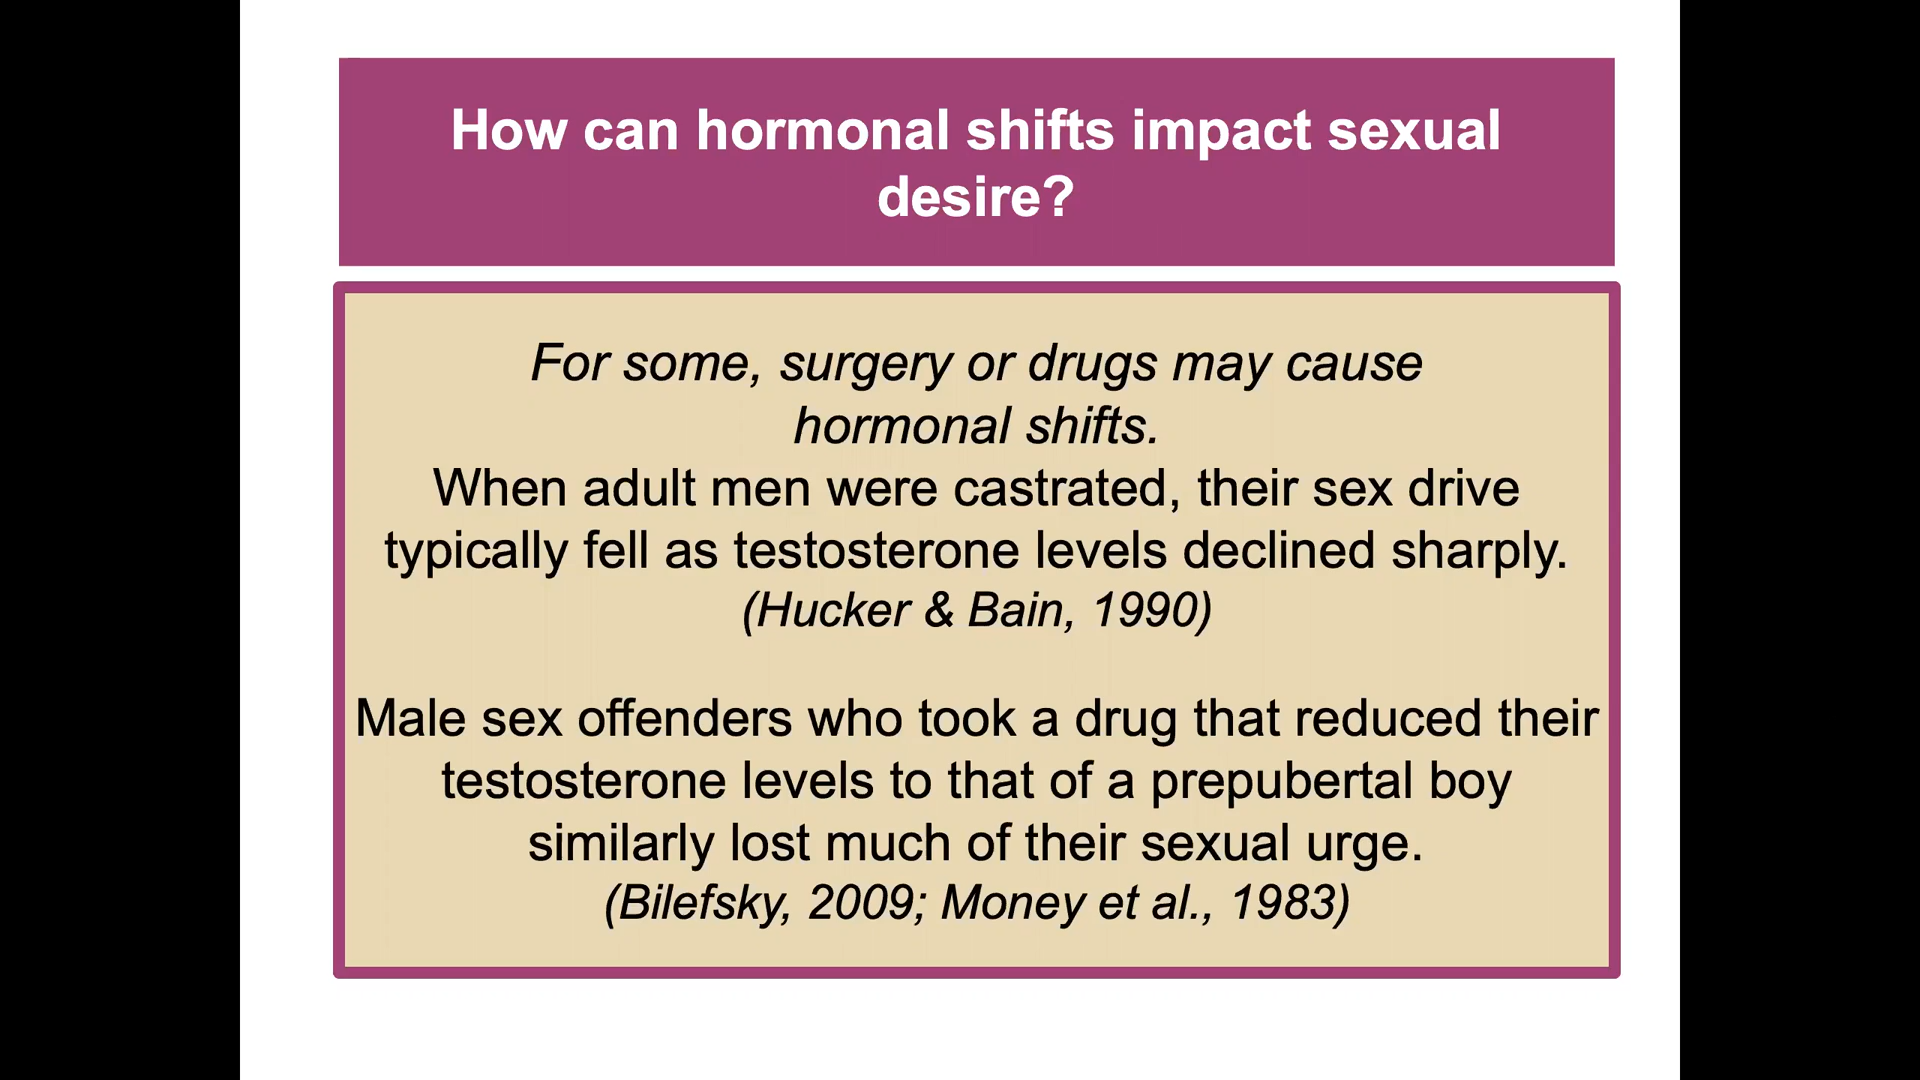 How can hormonal shifts impact sexual
desire?
For some, surgery or drugs may cause
hormonal shifts.
When adult men were castrated, their sex drive
typically fell as testosterone levels declined sharply.
(Hucker & Bain, 1990)
Male sex offenders who took a drug that reduced their
testosterone levels to that of a prepubertal boy
similarly lost much of their sexual urge.
(Bilefsky, 2009; Money et al., 1983)